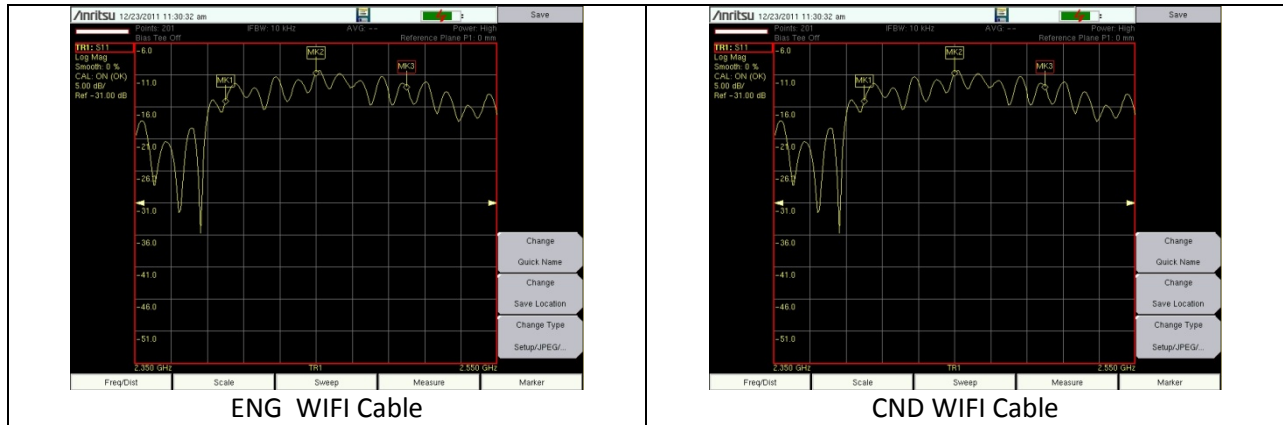 Anritsu 12/23/2011 11:30:32 am
Save
Points: 201 IFBW: 10 kHz AVG: -- Power: High
Bias Tee Off Reference Plane P1: 0 mm
TR1: S11
Log Mag
Smooth: 0 %
CAL: ON (OK)
5.00 dB/
Ref -31.00 dB
-6.0
-11.0
-16.0
-21.0
-26.0
-31.0
-36.0
-41.0
-46.0
-51.0
MK1
MK2
MK3
Change
Quick Name
Change
Save Location
Change Type
Setup/JPEG/...
2.350 GHz TR1 2.550 GHz
Freq/Dist Scale Sweep Measure Marker
ENG WIFI Cable
Anritsu 12/23/2011 11:30:32 am
Save
Points: 201 IFBW: 10 kHz AVG: -- Power: High
Bias Tee Off Reference Plane P1: 0 mm
TR1: S11
Log Mag
Smooth: 0 %
CAL: ON (OK)
5.00 dB/
Ref -31.00 dB
-6.0
-11.0
-16.0
-21.0
-26.0
-31.0
-36.0
-41.0
-46.0
-51.0
MK1
MK2
MK3
Change
Quick Name
Change
Save Location
Change Type
Setup/JPEG/...
2.350 GHz TR1 2.550 GHz
Freq/Dist Scale Sweep Measure Marker
CND WIFI Cable